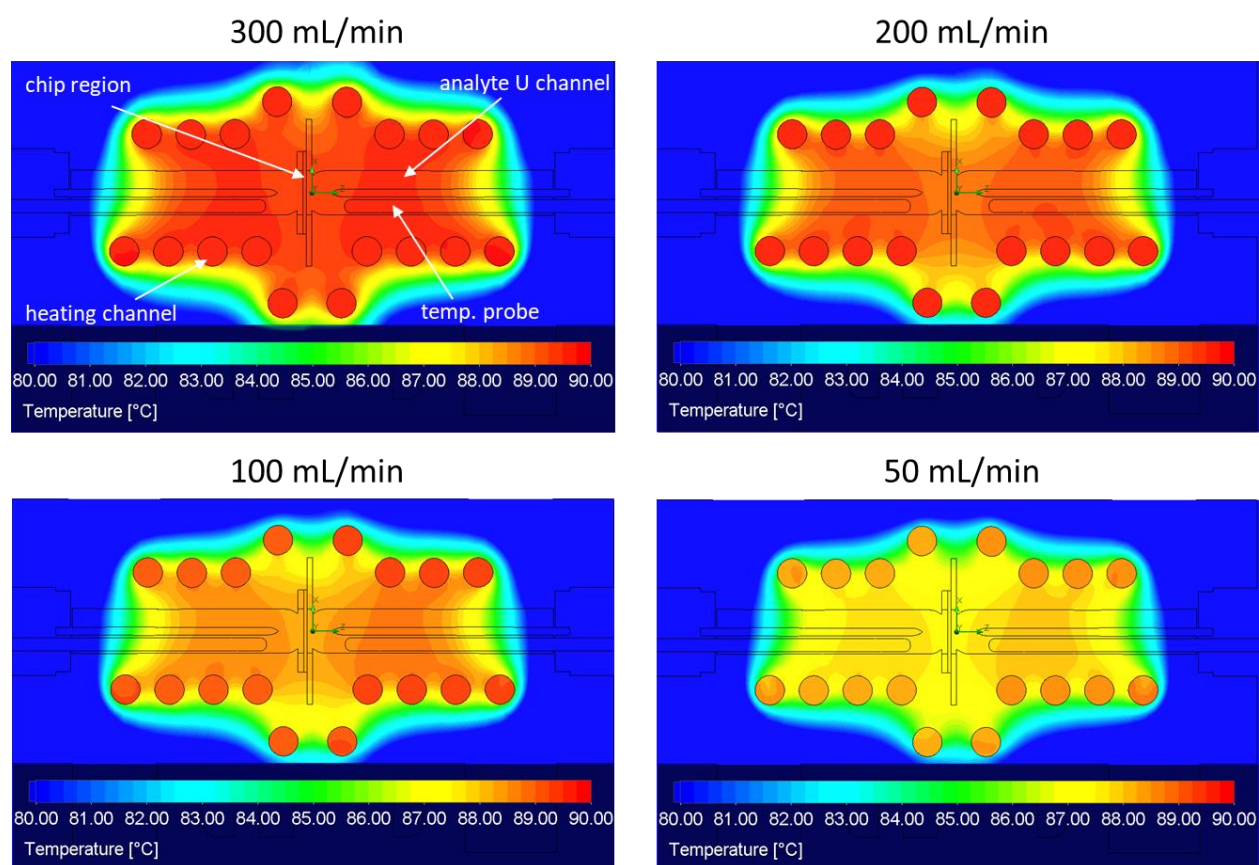 300 mL/min
200 mL/min
chip region
analyte U channel
heating channel
temp. probe
X
Y
Z
80.00 81.00 82.00 83.00 84.00 85.00 86.00 87.00 88.00 89.00 90.00
Temperature [°C]
X
Y
Z
80.00 81.00 82.00 83.00 84.00 85.00 86.00 87.00 88.00 89.00 90.00
Temperature [°C]
100 mL/min
50 mL/min
X
Y
Z
80.00 81.00 82.00 83.00 84.00 85.00 86.00 87.00 88.00 89.00 90.00
Temperature [°C]
X
Y
Z
80.00 81.00 82.00 83.00 84.00 85.00 86.00 87.00 88.00 89.00 90.00
Temperature [°C]